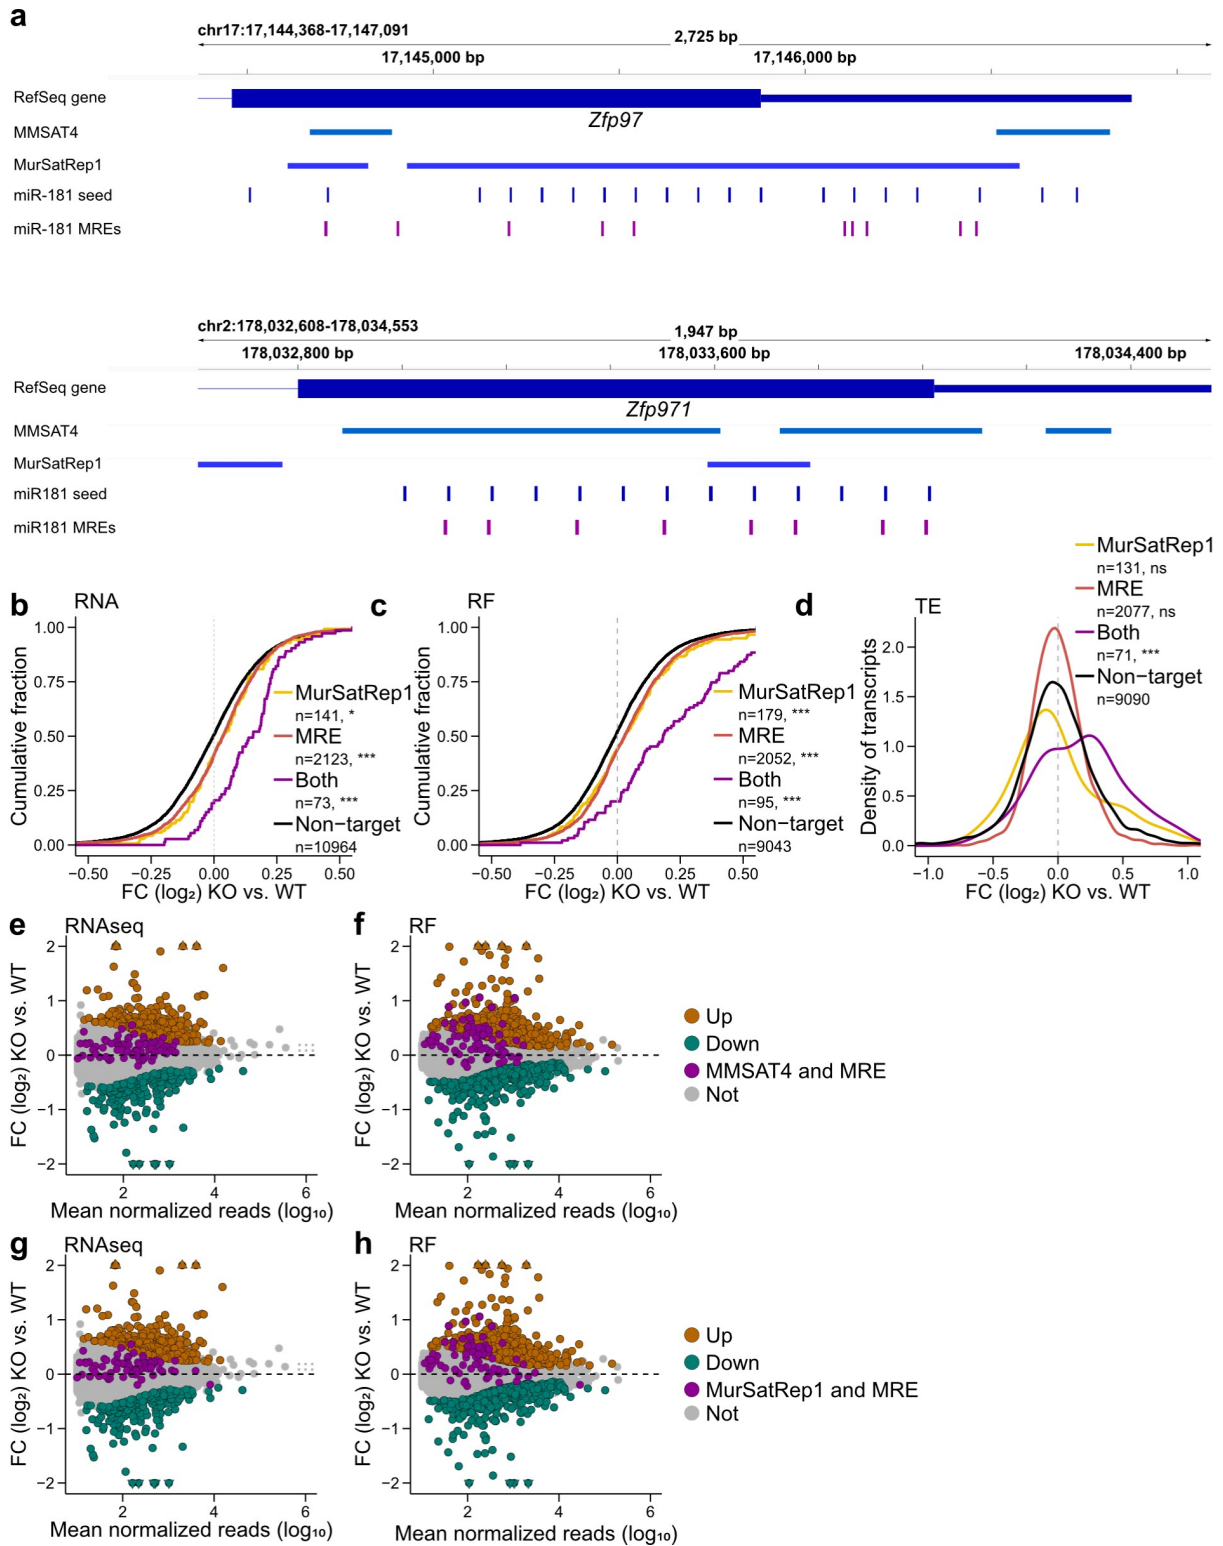 a
chr17:17,144,368-17,147,091
2,725 bp
17,145,000 bp
17,146,000 bp
RefSeq gene
Zfp97
MMSAT4
MurSatRep1
miR-181 seed
miR-181 MREs
chr2:178,032,608-178,034,553
1,947 bp
178,032,800 bp
178,033,600 bp
178,034,400 bp
RefSeq gene
Zfp971
MMSAT4
MurSatRep1
miR181 seed
miR181 MREs
b
RNA
Cumulative fraction
1.00
0.75
0.50
0.25
0.00
−0.50
−0.25
0.00
0.25
0.50
FC (log₂) KO vs. WT
MurSatRep1
n=141, *
MRE
n=2123, ***
Both
n=73, ***
Non−target
n=10964
c
RF
Cumulative fraction
1.00
0.75
0.50
0.25
0.00
−0.50
−0.25
0.00
0.25
0.50
FC (log₂) KO vs. WT
MurSatRep1
n=179, ***
MRE
n=2052, ***
Both
n=95, ***
Non−target
n=9043
d
TE
Density of transcripts
2.0
1.5
1.0
0.5
0.0
−1.0
−0.5
0.0
0.5
1.0
FC (log₂) KO vs. WT
MurSatRep1
n=131, ns
MRE
n=2077, ns
Both
n=71, ***
Non−target
n=9090
e
RNAseq
FC (log₂) KO vs. WT
2
1
0
−1
−2
2
4
6
Mean normalized reads (log₁₀)
f
RF
FC (log₂) KO vs. WT
2
1
0
−1
−2
2
4
6
Mean normalized reads (log₁₀)
Up
Down
MMSAT4 and MRE
Not
g
RNAseq
FC (log₂) KO vs. WT
2
1
0
−1
−2
2
4
6
Mean normalized reads (log₁₀)
h
RF
FC (log₂) KO vs. WT
2
1
0
−1
−2
2
4
6
Mean normalized reads (log₁₀)
Up
Down
MurSatRep1 and MRE
Not